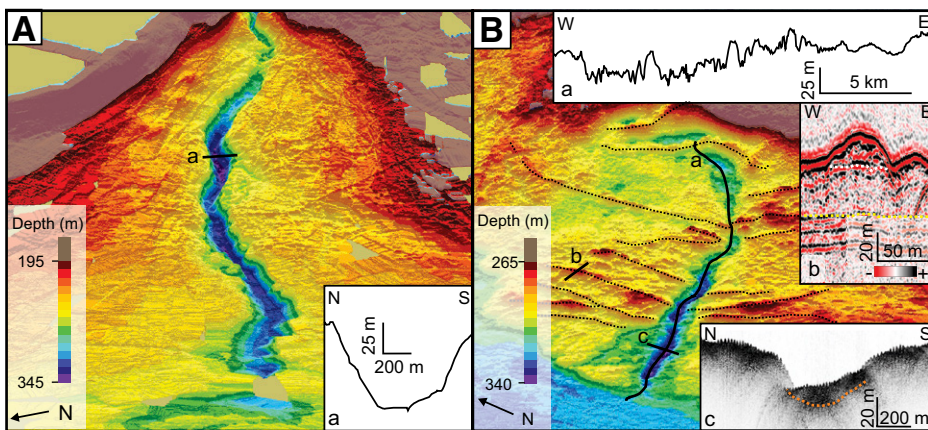 A
a
Depth (m)
195
345
N
N S
25 m
200 m
a
B
W E
25 m
5 km
a
a
b
c
Depth (m)
265
340
N
W E
20 m
50 m
- +
b
N S
20 m
200 m
c